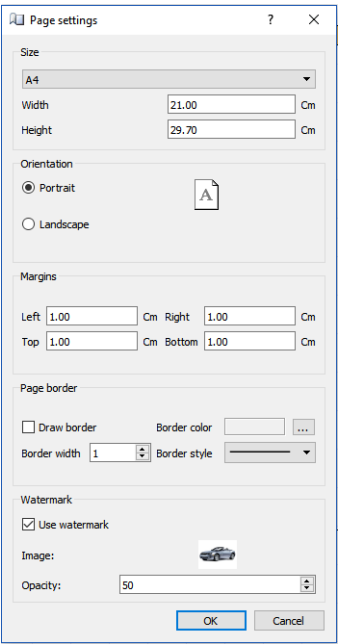 Page settings ? ×
Size
A4
Width 21.00 Cm
Height 29.70 Cm
Orientation
Portrait
A
Landscape
Margins
Left 1.00 Cm Right 1.00 Cm
Top 1.00 Cm Bottom 1.00 Cm
Page border
Draw border Border color ...
Border width 1 Border style
Watermark
Use watermark
Image:
Opacity: 50
OK Cancel